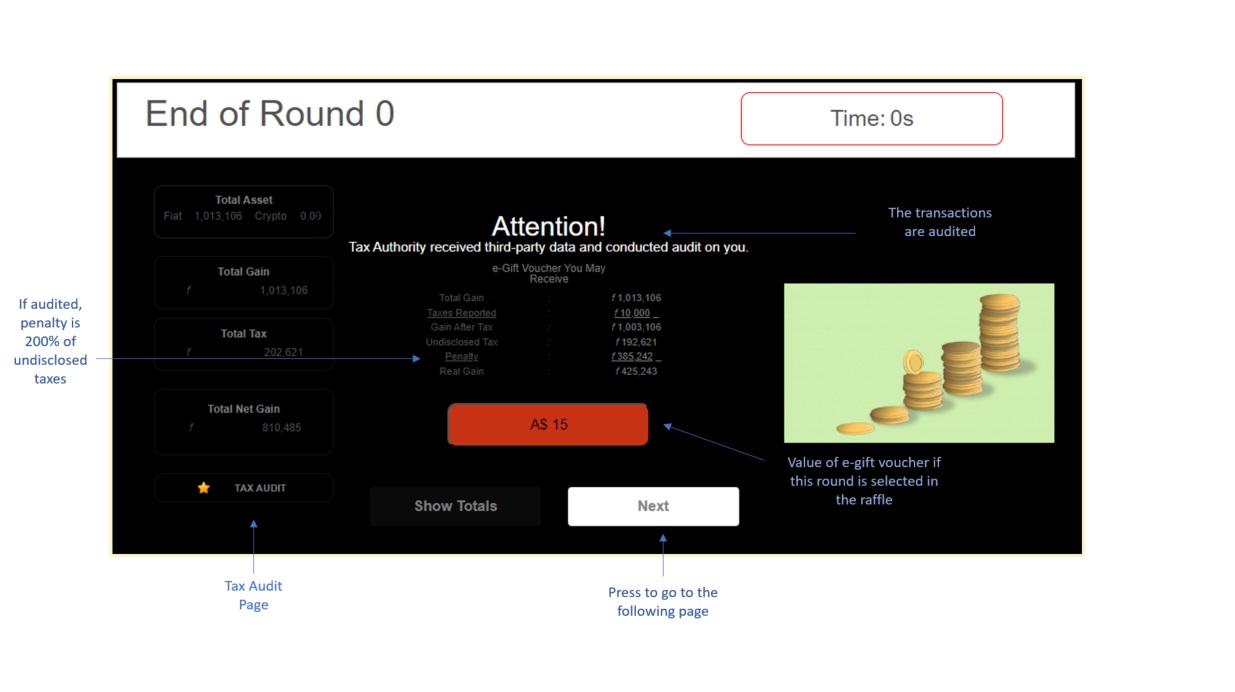 End of Round 0
Time: 0s
Total Asset
Fiat 1,013,106 Crypto 0.00
Total Gain
f 1,013,106
Total Tax
f 202,621
Total Net Gain
f 810,485
TAX AUDIT
Attention!
Tax Authority received third-party data and conducted audit on you.
e-Gift Voucher You May
Receive
Total Gain : f 1,013,106
Taxes Reported : f 10,000 _
Gain After Tax : f 1,003,106
Undisclosed Tax : f 192,621
Penalty : f 385,242 _
Real Gain : f 425,243
A$ 15
Show Totals
Next
The transactions
are audited
If audited,
penalty is
200% of
undisclosed
taxes
Value of e-gift voucher if
this round is selected in
the raffle
Tax Audit
Page
Press to go to the
following page